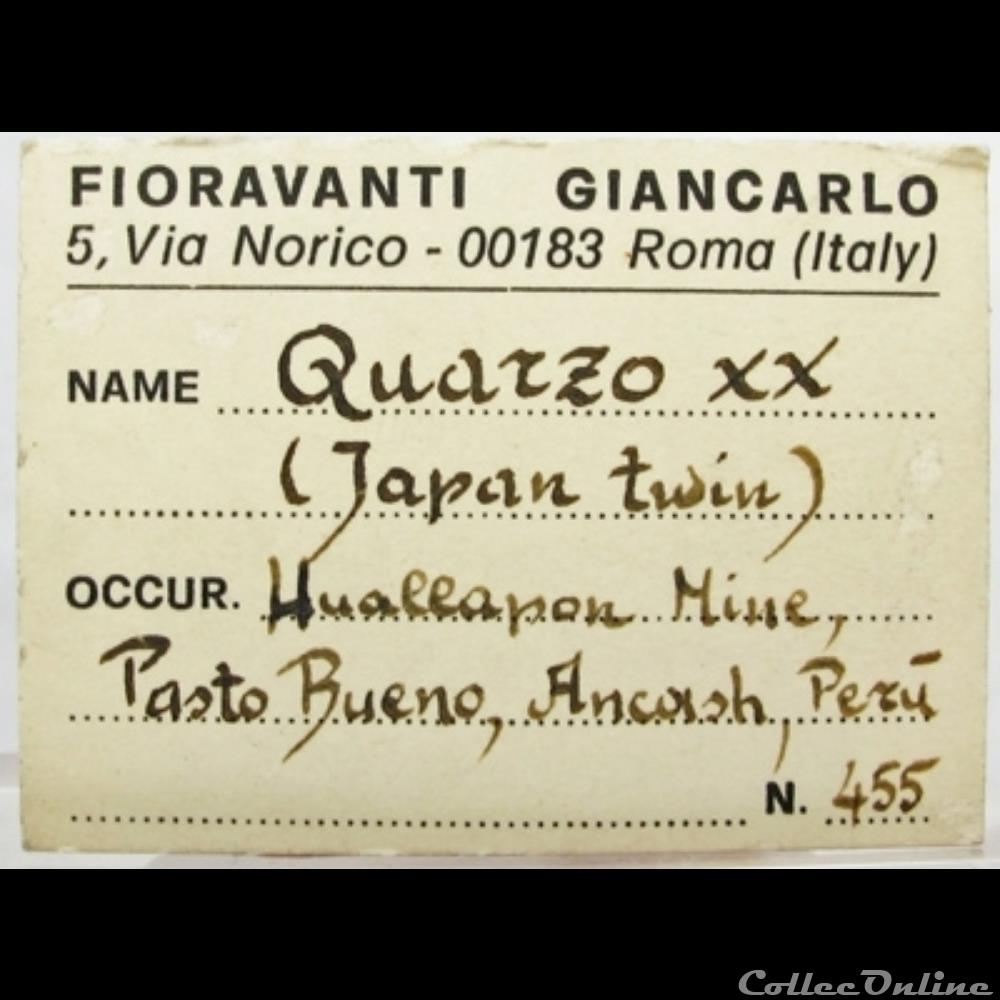 FIORAVANTI GIANCARLO
5, Via Norico - 00183 Roma (Italy)
NAME Quarzo xx
(Japan twin)
OCCUR. Huallapon Mine,
Pasto Bueno, Ancash, Perū
N. 455
CollecOnline